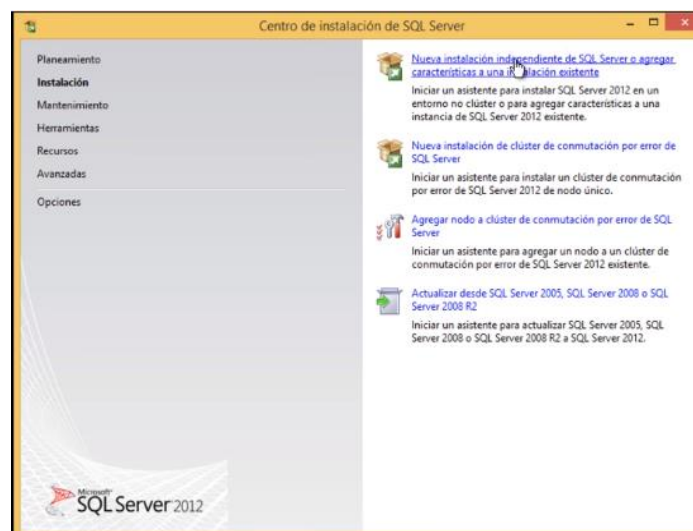 Centro de instalación de SQL Server
Planeamiento
Instalación
Mantenimiento
Herramientas
Recursos
Avanzadas
Opciones
Nueva instalación independiente de SQL Server o agregar
características a una instalación existente
Iniciar un asistente para instalar SQL Server 2012 en un
entorno no clúster o para agregar características a una
instancia de SQL Server 2012 existente.
Nueva instalación de clúster de conmutación por error de
SQL Server
Iniciar un asistente para instalar un clúster de conmutación
por error de SQL Server 2012 de nodo único.
Agregar nodo a clúster de conmutación por error de SQL
Server
Iniciar un asistente para agregar un nodo a un clúster de
conmutación por error de SQL Server 2012 existente.
Actualizar desde SQL Server 2005, SQL Server 2008 o SQL
Server 2008 R2
Iniciar un asistente para actualizar SQL Server 2005, SQL
Server 2008 o SQL Server 2008 R2 a SQL Server 2012.
Microsoft
SQL Server 2012